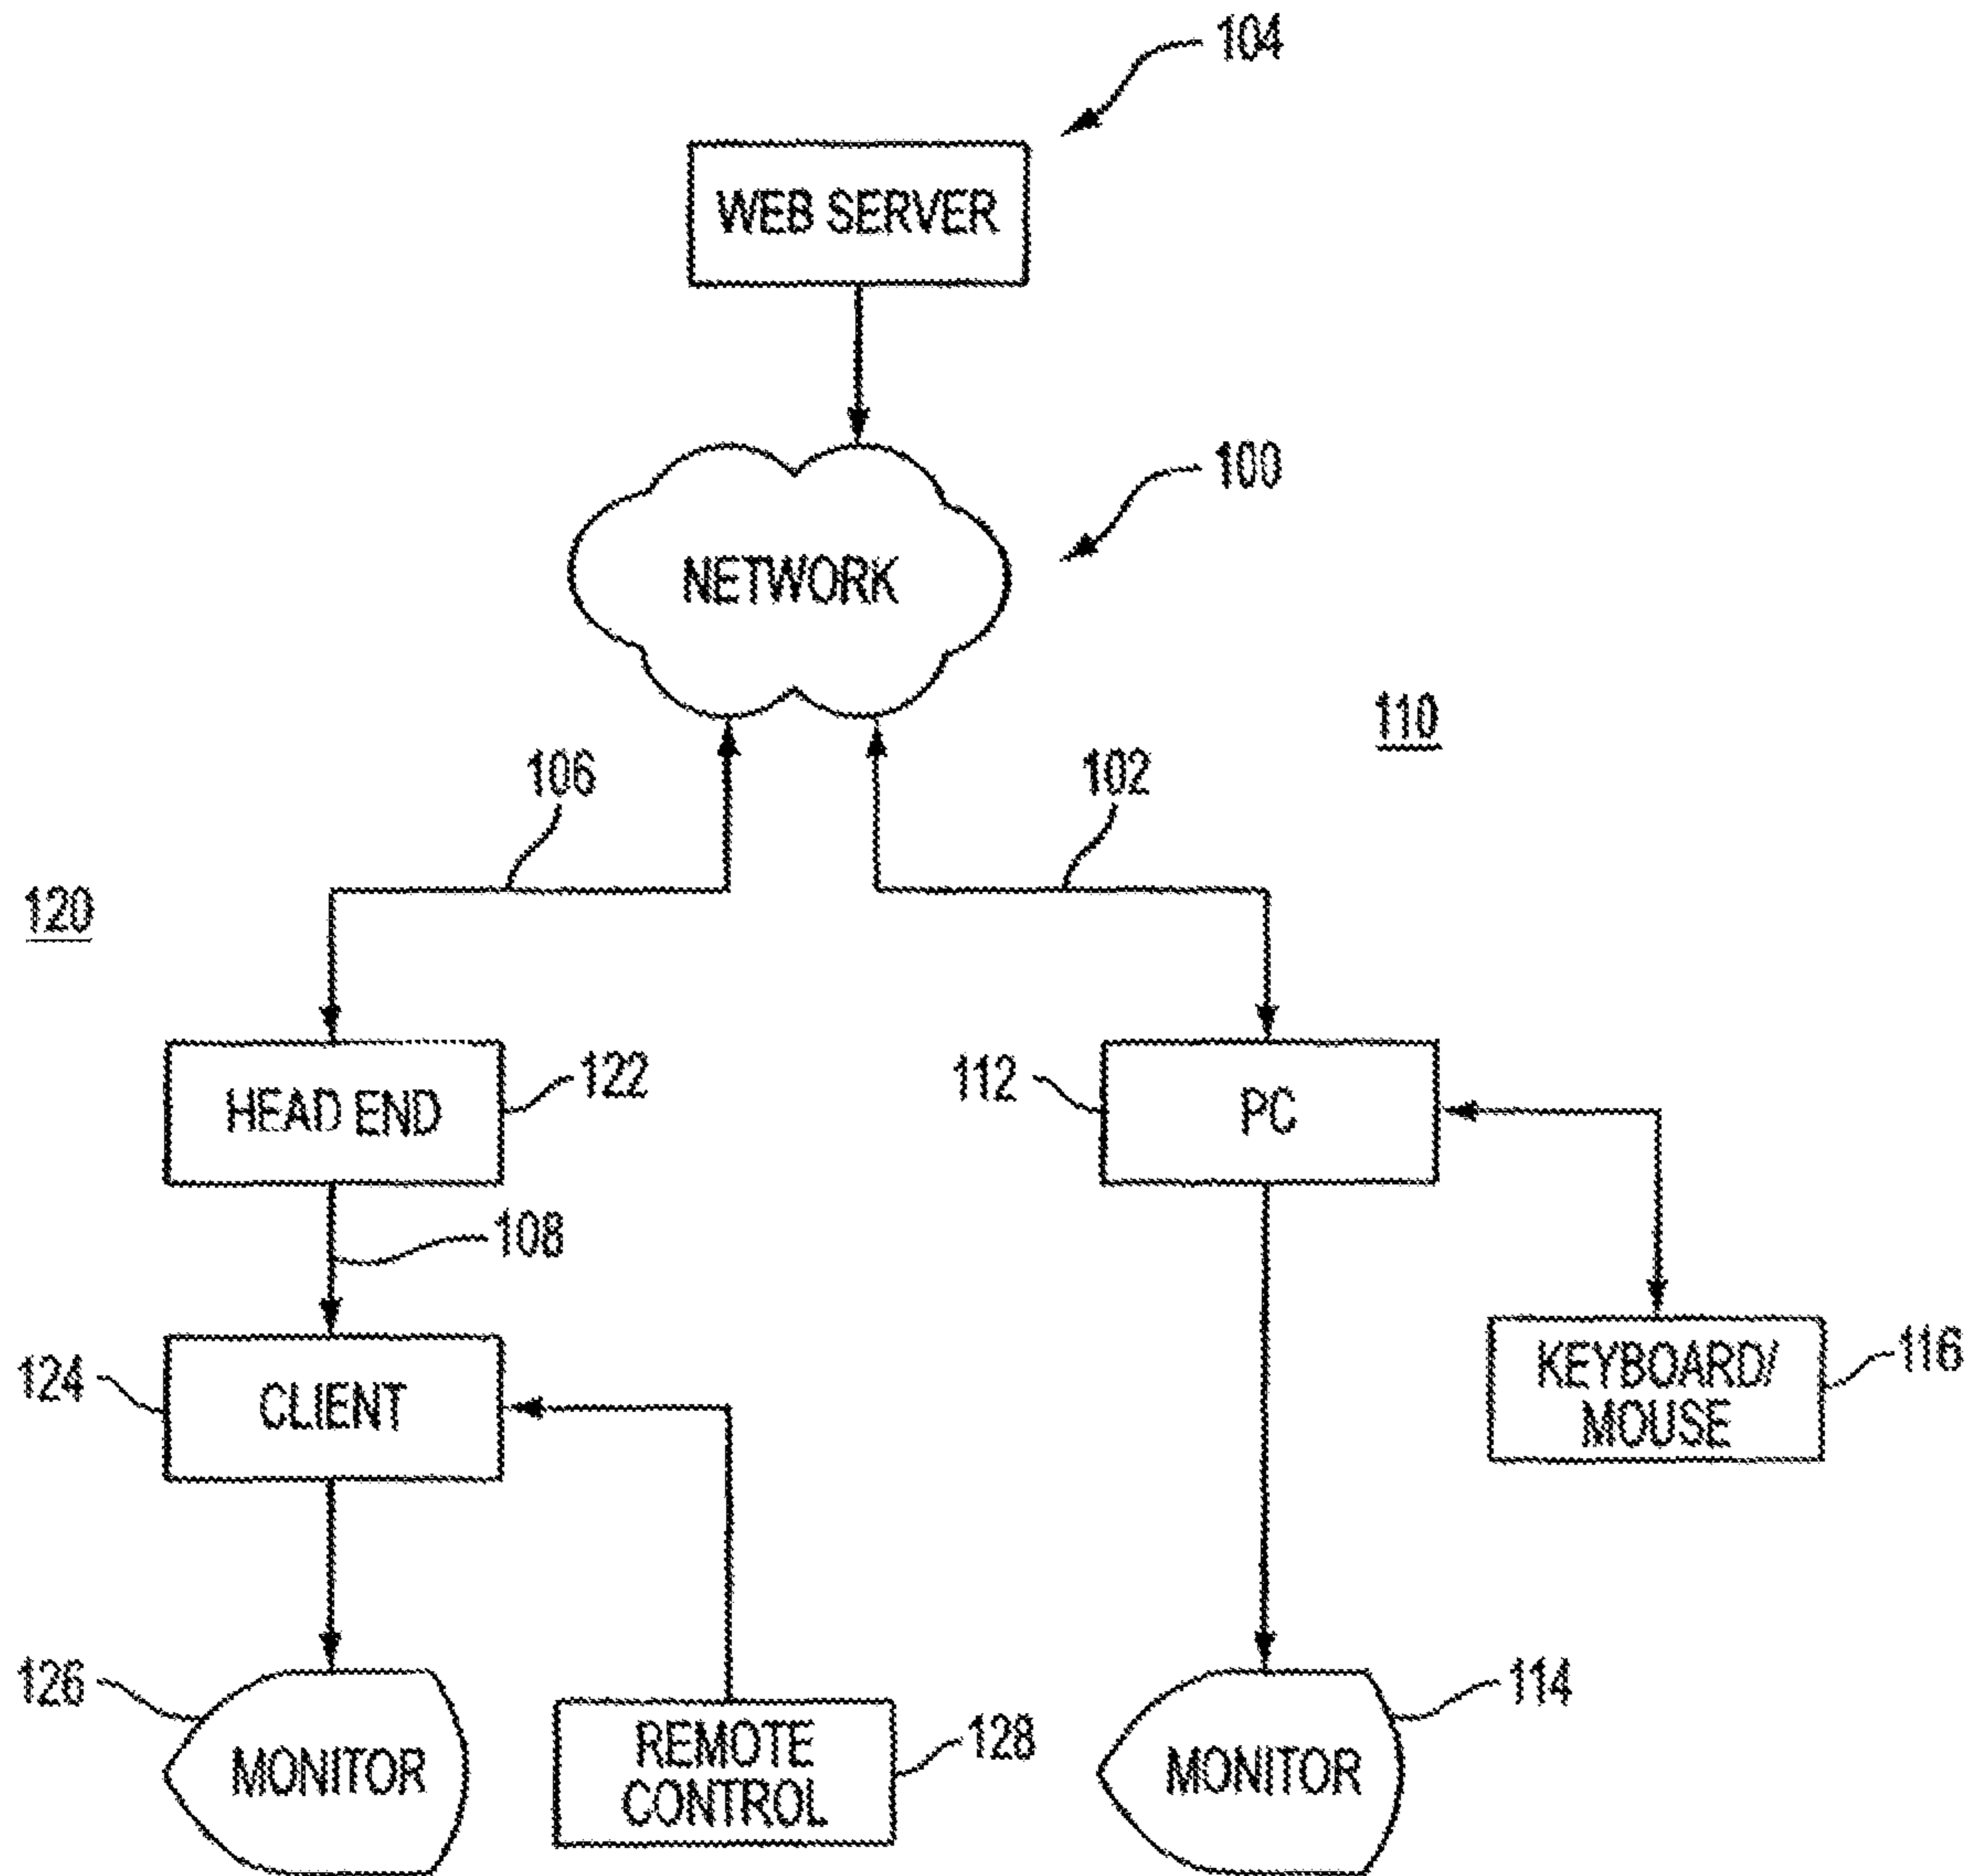 104
WEB SERVER
100
NETWORK
110
106
102
120
HEAD END
122
112
PC
108
124
CLIENT
KEYBOARD/
MOUSE
116
126
MONITOR
REMOTE
CONTROL
128
MONITOR
114